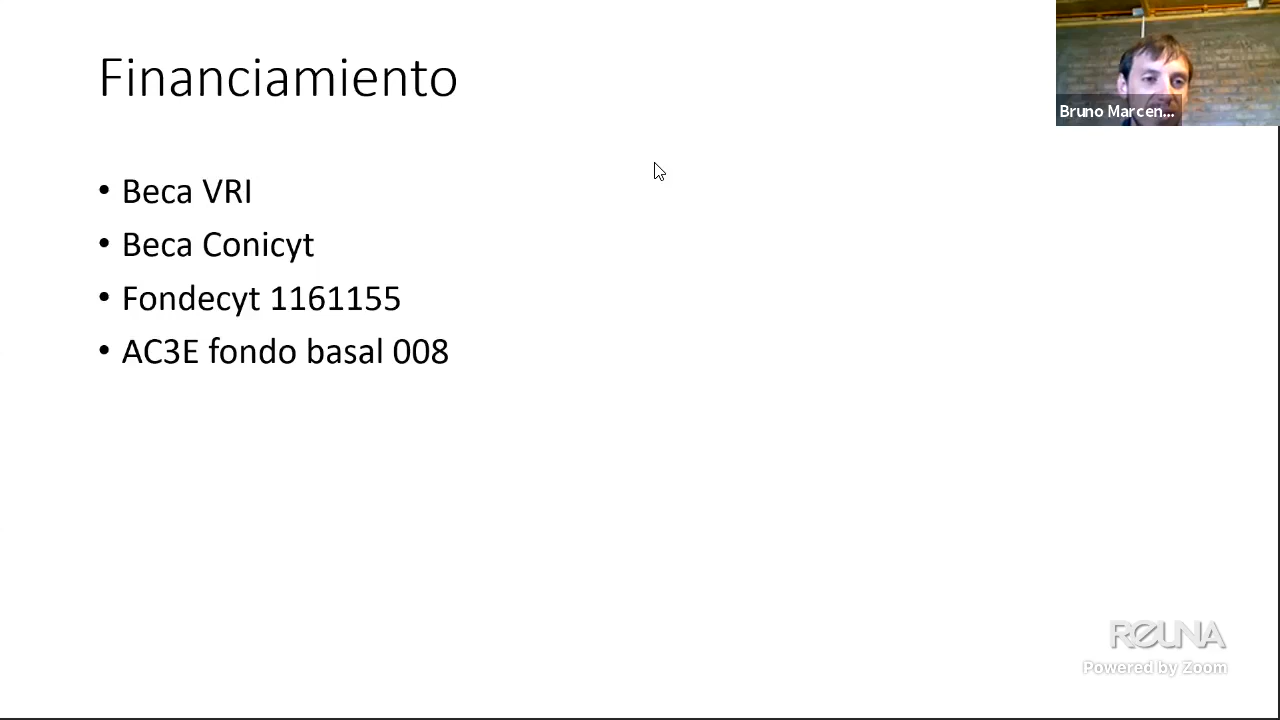 Financiamiento
Bruno Marcen...
• Beca VRI
• Beca Conicyt
• Fondecyt 1161155
• AC3E fondo basal 008
REUNA
Powered by Zoom